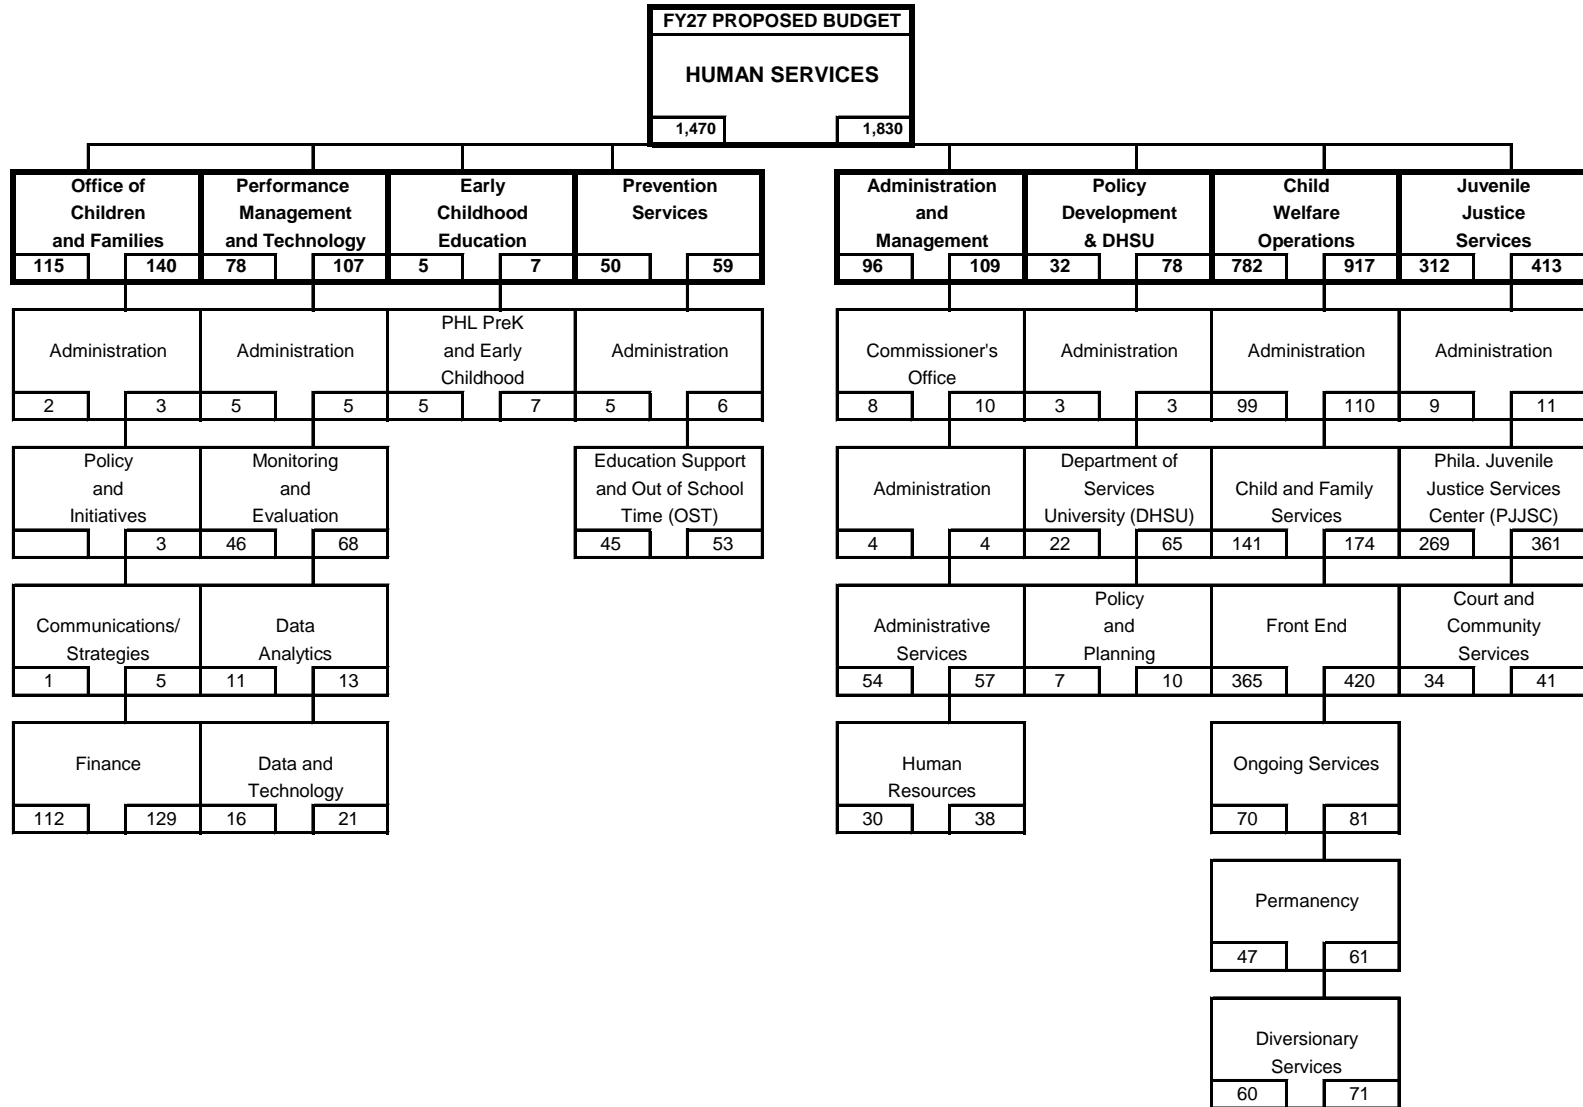 FY27 PROPOSED BUDGET
HUMAN SERVICES
1,470 1,830
Office of
Children
and Families
115 140
Performance
Management
and Technology
78 107
Early
Childhood
Education
5 7
Prevention
Services
50 59
Administration
and
Management
96 109
Policy
Development
& DHSU
32 78
Child
Welfare
Operations
782 917
Juvenile
Justice
Services
312 413
Administration
2 3
Administration
5 5
PHL PreK
and Early
Childhood
5 7
Administration
5 6
Commissioner's
Office
8 10
Administration
3 3
Administration
99 110
Administration
9 11
Policy
and
Initiatives
3
Monitoring
and
Evaluation
46 68
Education Support
and Out of School
Time (OST)
45 53
Administration
4 4
Department of
Services
University (DHSU)
22 65
Child and Family
Services
141 174
Phila. Juvenile
Justice Services
Center (PJJSC)
269 361
Communications/
Strategies
1 5
Data
Analytics
11 13
Administrative
Services
54 57
Policy
and
Planning
7 10
Front End
365 420
Court and
Community
Services
34 41
Finance
112 129
Data and
Technology
16 21
Human
Resources
30 38
Ongoing Services
70 81
Permanency
47 61
Diversionary
Services
60 71